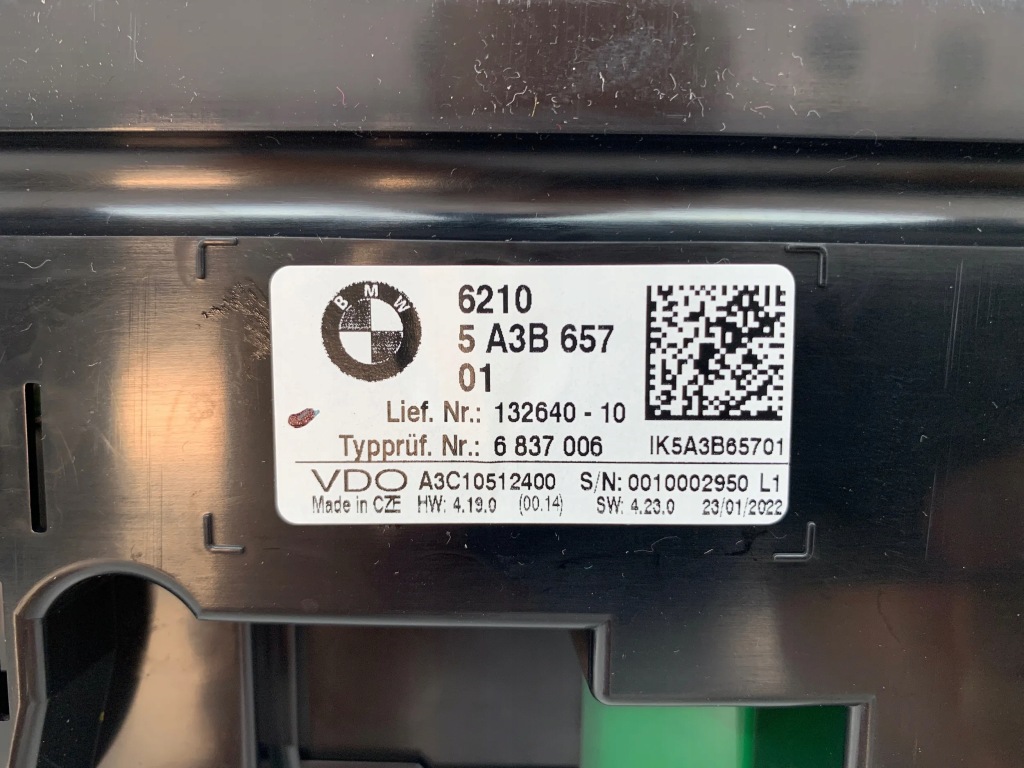 BMW
6210
5 A3B 657
01
Lief. Nr.: 132640 - 10
Typprüf. Nr.: 6 837 006
IK5A3B65701
VDO A3C10512400 S/N: 0010002950 L1
Made in CZE HW: 4.19.0 (00.14) SW: 4.23.0 23/01/2022